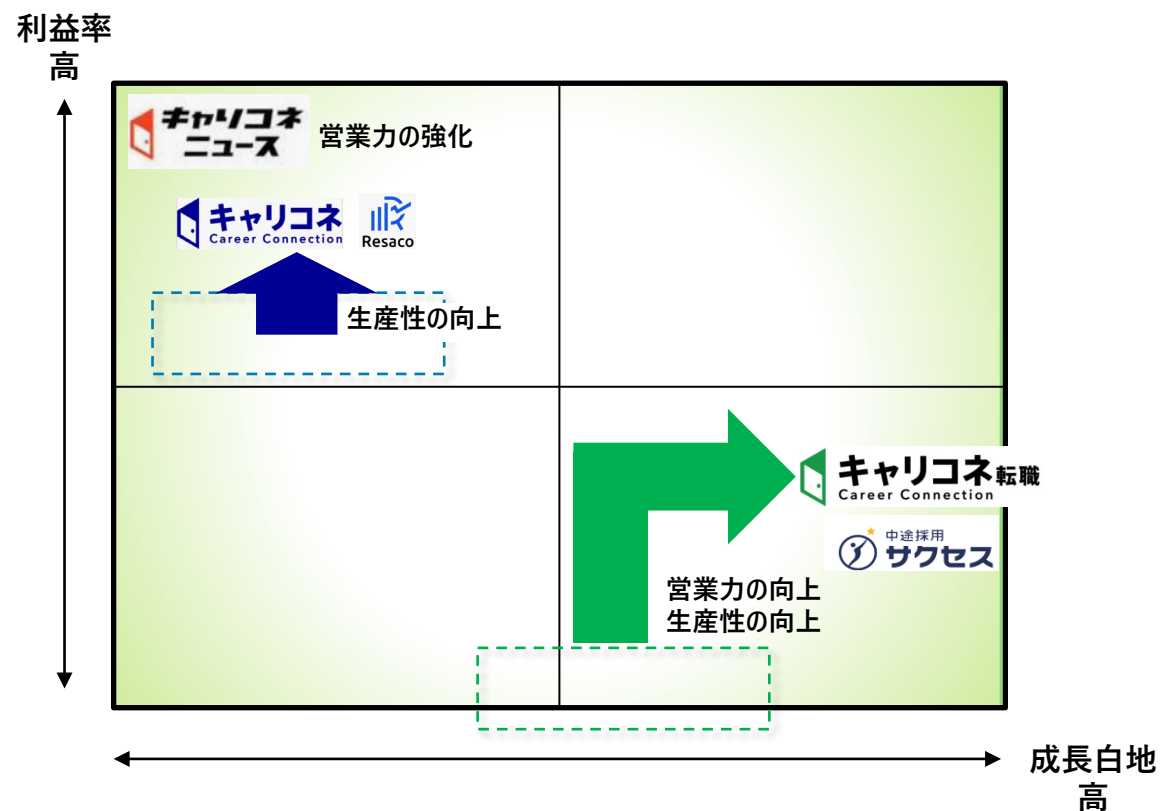 利益率
高
キャリコネ
ニュース
営業力の強化
キャリコネ
Career Connection
Resaco
生産性の向上
キャリコネ転職
Career Connection
中途採用
サクセス
営業力の向上
生産性の向上
成長白地
高